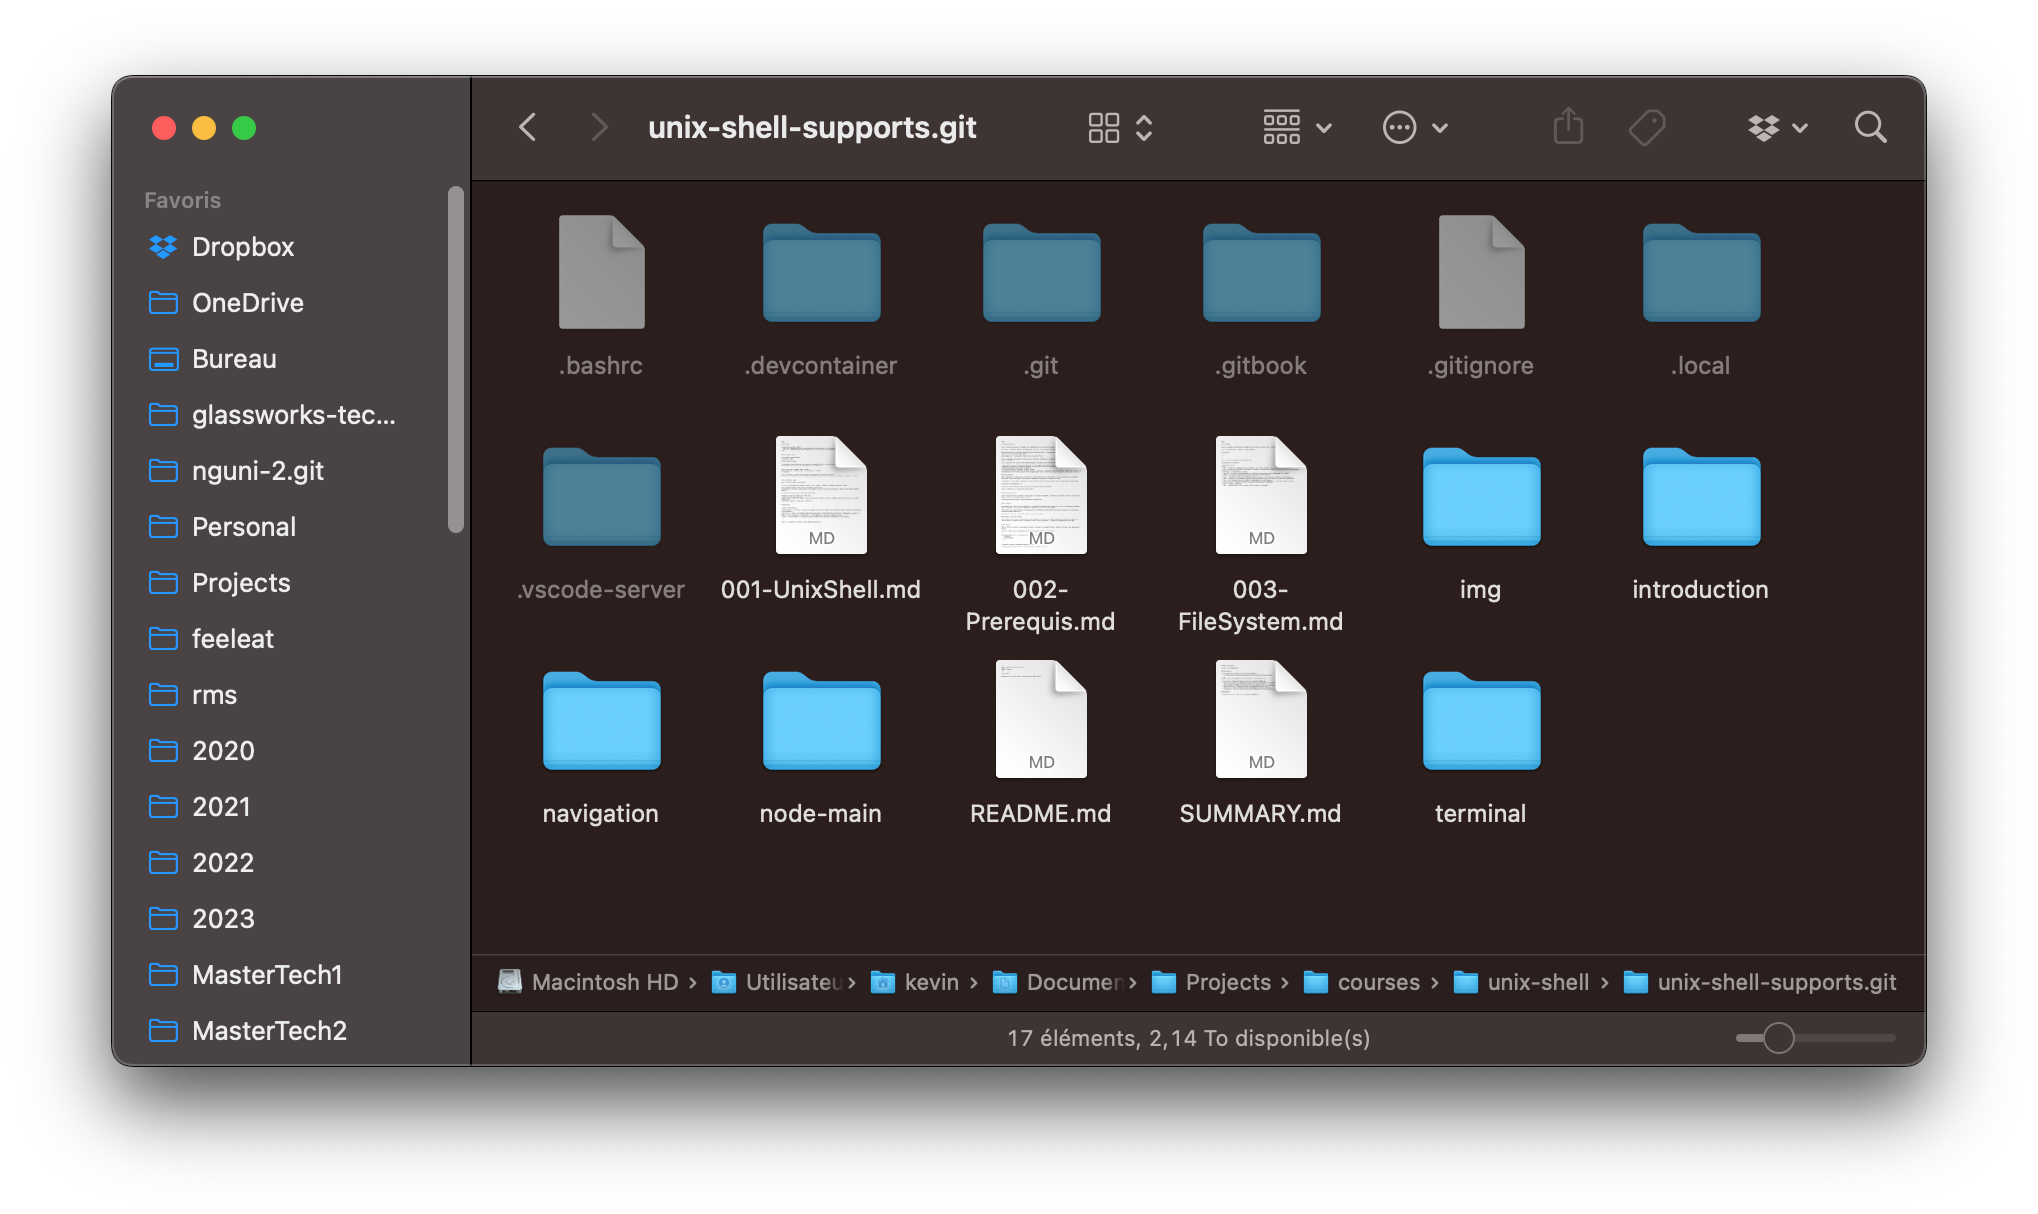 unix-shell-supports.git
Favoris
Dropbox
OneDrive
Bureau
glassworks-tec...
nguni-2.git
Personal
Projects
feeleat
rms
2020
2021
2022
2023
MasterTech1
MasterTech2
.bashrc
.devcontainer
.git
.gitbook
.gitignore
.local
.vscode-server
MD
001-UnixShell.md
MD
002-
Prerequis.md
MD
003-
FileSystem.md
img
introduction
navigation
node-main
MD
README.md
MD
SUMMARY.md
terminal
Macintosh HD › Utilisateu › kevin › Documen › Projects › courses › unix-shell › unix-shell-supports.git
17 éléments, 2,14 To disponible(s)